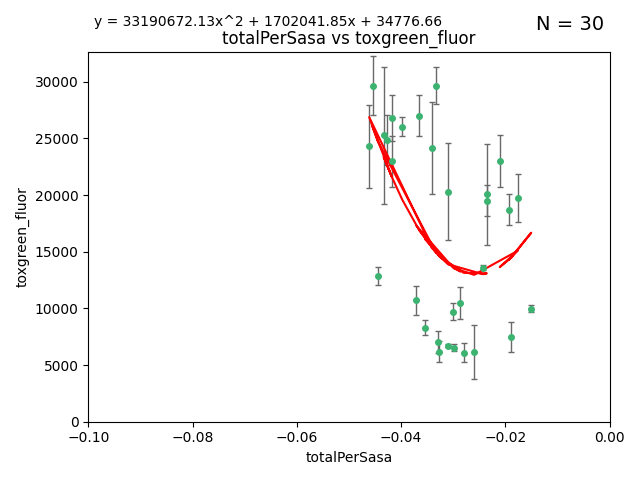 y = 33190672.13x^2 + 1702041.85x + 34776.66
N = 30
totalPerSasa vs toxgreen_fluor
30000
25000
20000
15000
10000
5000
0
toxgreen_fluor
−0.10 −0.08 −0.06 −0.04 −0.02 0.00
totalPerSasa